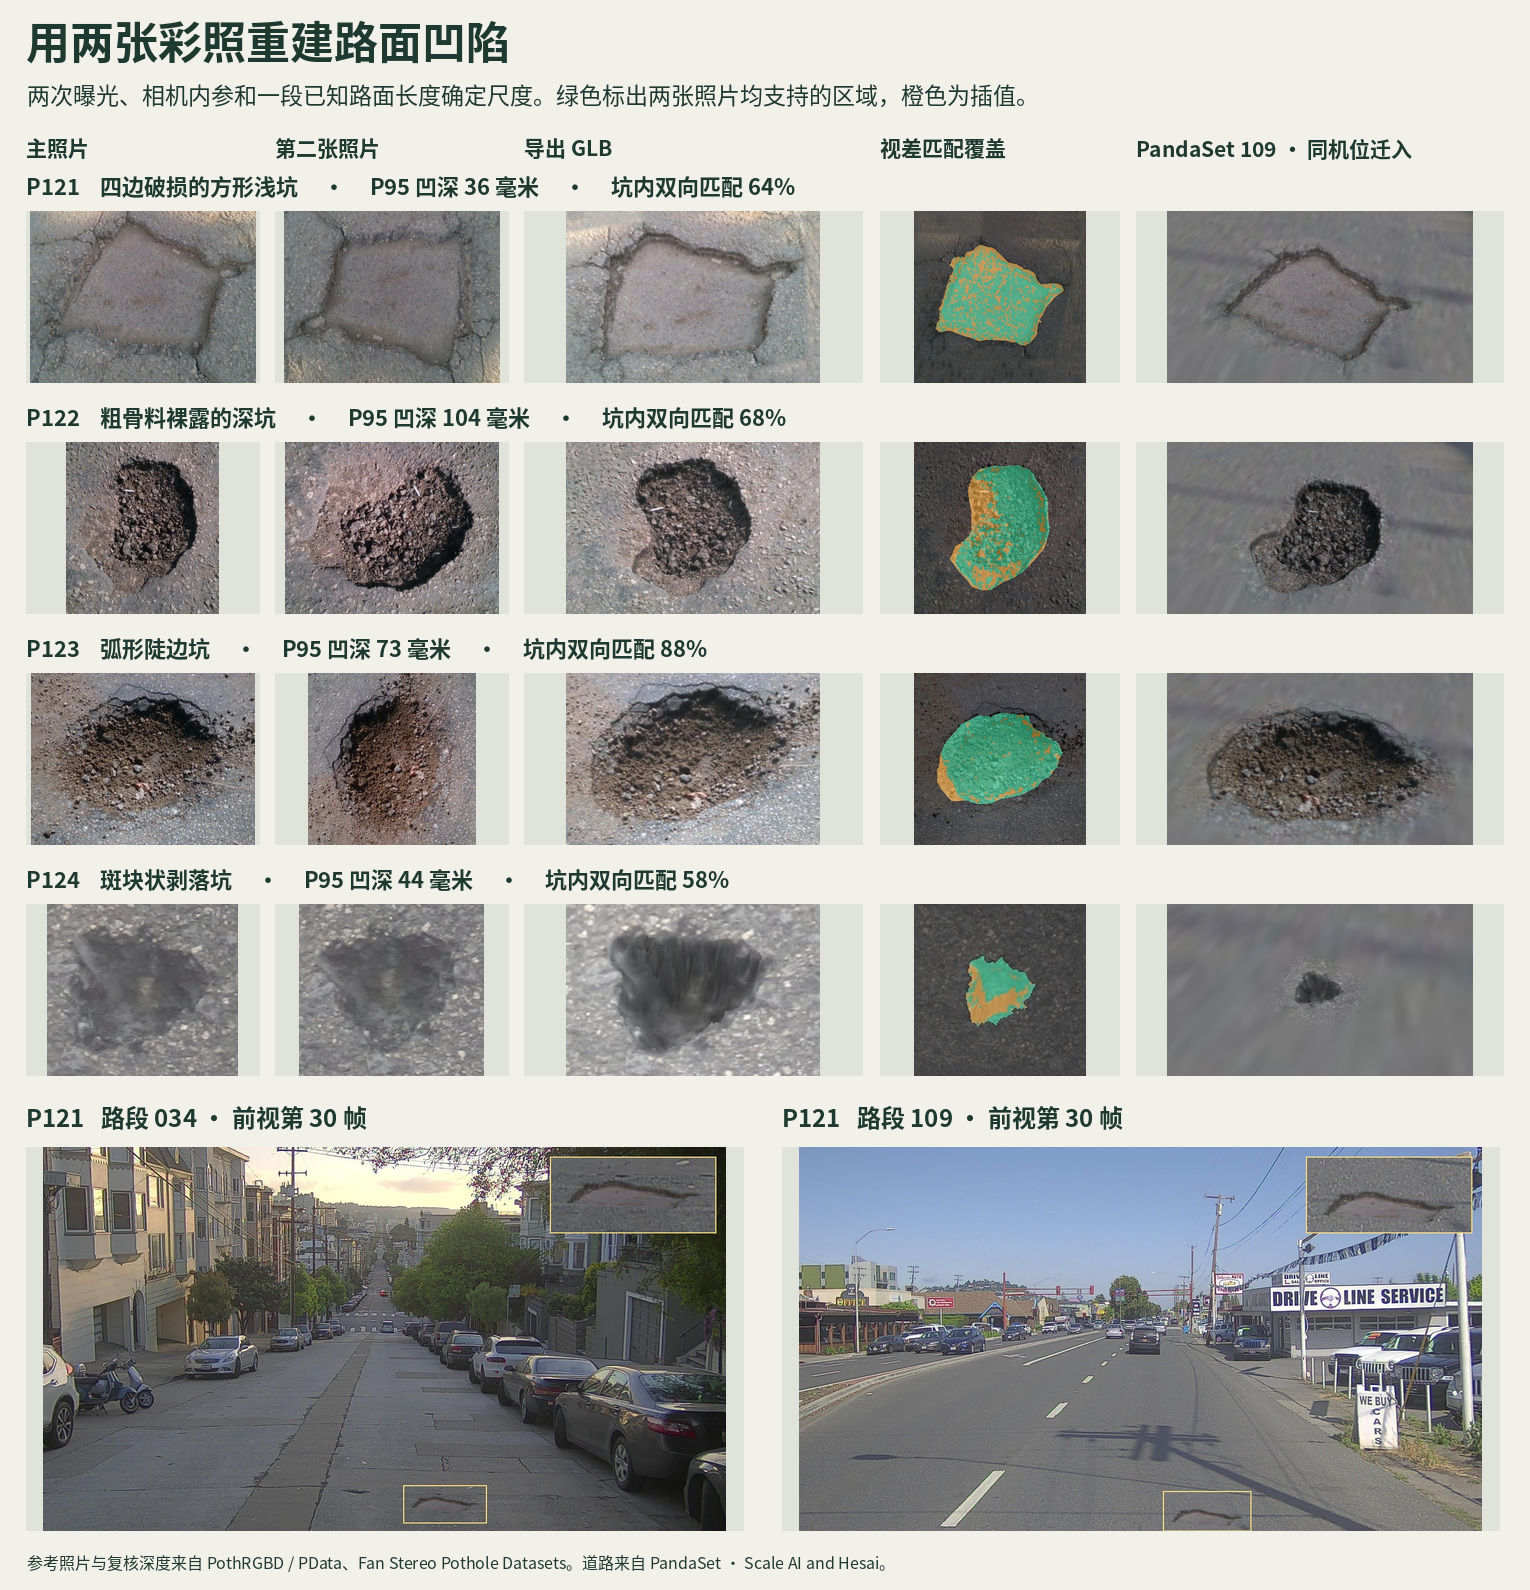 用两张彩照重建路面凹陷
两次曝光、相机内参和一段已知路面长度确定尺度。绿色标出两张照片均支持的区域，橙色为插值。
主照片 第二张照片 导出 GLB 视差匹配覆盖 PandaSet 109 · 同机位迁入
P121 四边破损的方形浅坑 · P95 凹深 36 毫米 · 坑内双向匹配 64%
P122 粗骨料裸露的深坑 · P95 凹深 104 毫米 · 坑内双向匹配 68%
P123 弧形陡边坑 · P95 凹深 73 毫米 · 坑内双向匹配 88%
P124 斑块状剥落坑 · P95 凹深 44 毫米 · 坑内双向匹配 58%
P121 路段 034 · 前视第 30 帧
P121 路段 109 · 前视第 30 帧
OFFICE
DRIVE LINE
DRIVE LINE SERVICE
WE BUY
CARS
参考照片与复核深度来自 PothRGBD / PData、Fan Stereo Pothole Datasets。道路来自 PandaSet · Scale AI and Hesai。